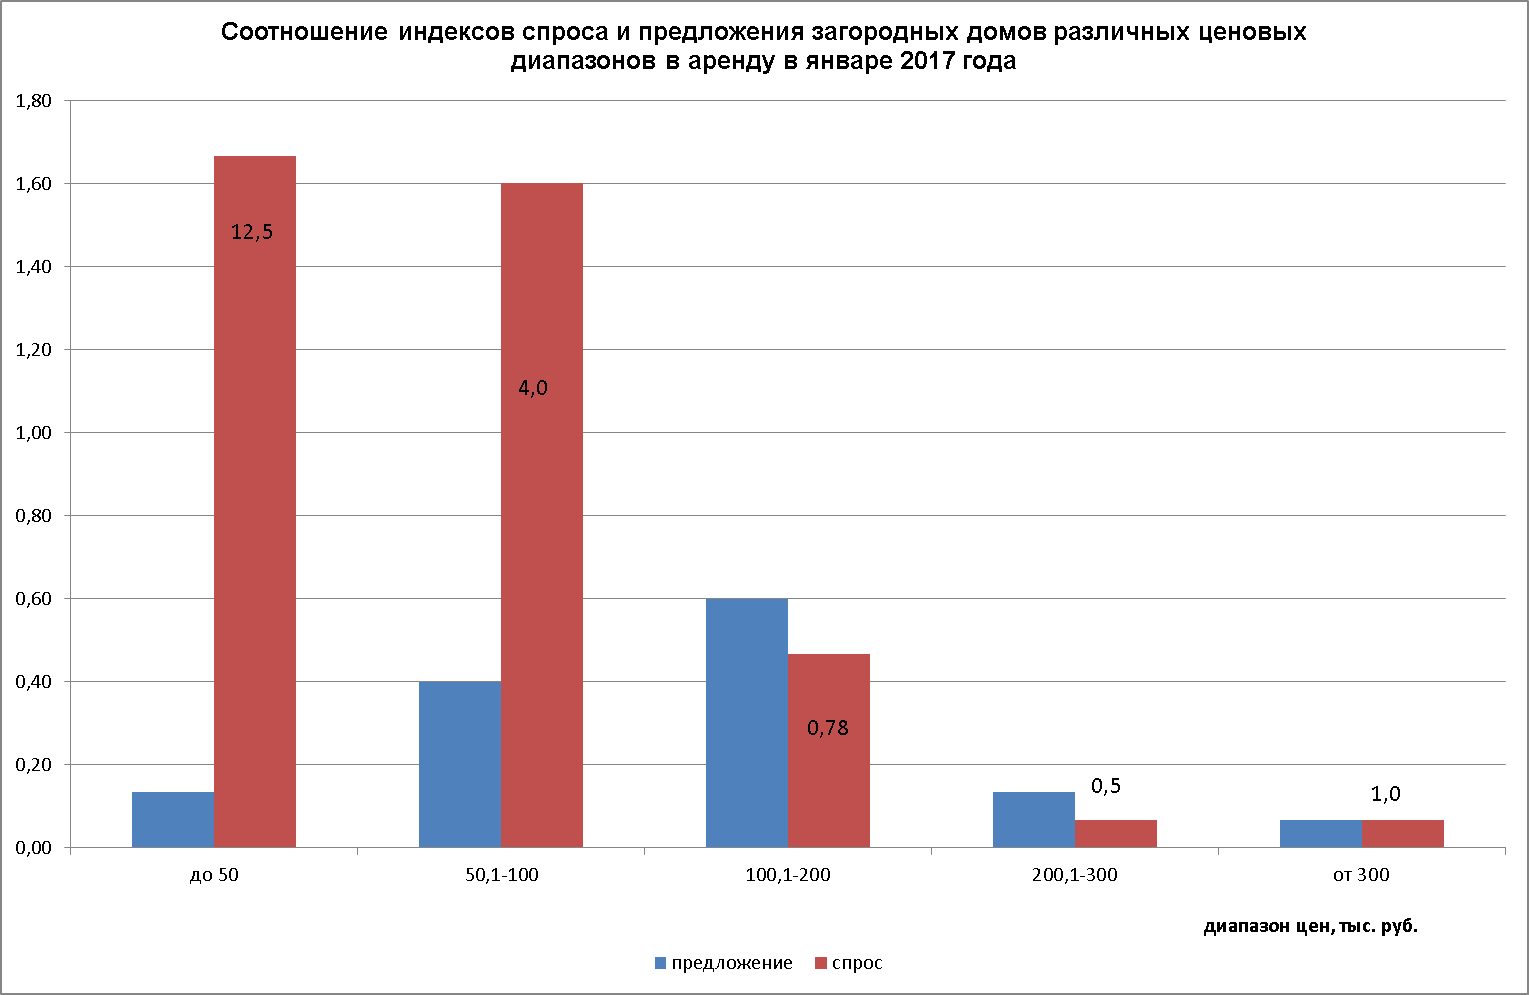 Соотношение индексов спроса и предложения загородных домов различных ценовых
диапазонов в аренду в январе 2017 года
1,80
1,60
1,40
1,20
1,00
0,80
0,60
0,40
0,20
0,00
12,5
4,0
0,78
0,5
1,0
до 50
50,1-100
100,1-200
200,1-300
от 300
диапазон цен, тыс. руб.
предложение
спрос